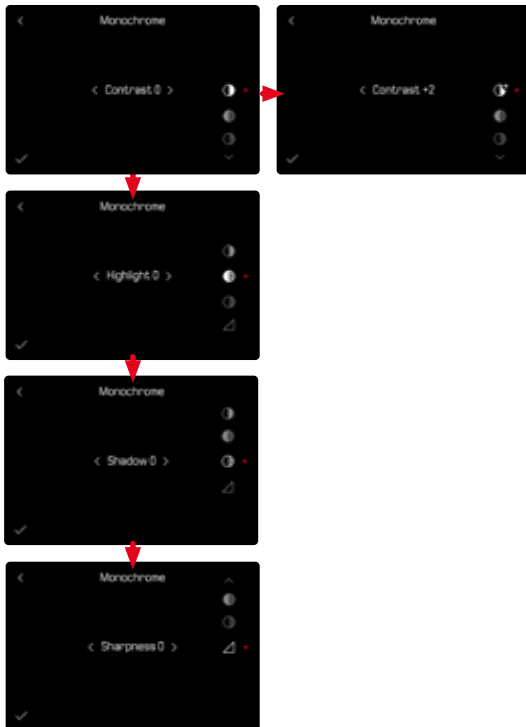 Monochrome
Contrast 0
Monochrome
Contrast +2
Monochrome
Highlight 0
Monochrome
Shadow 0
Monochrome
Sharpness 0